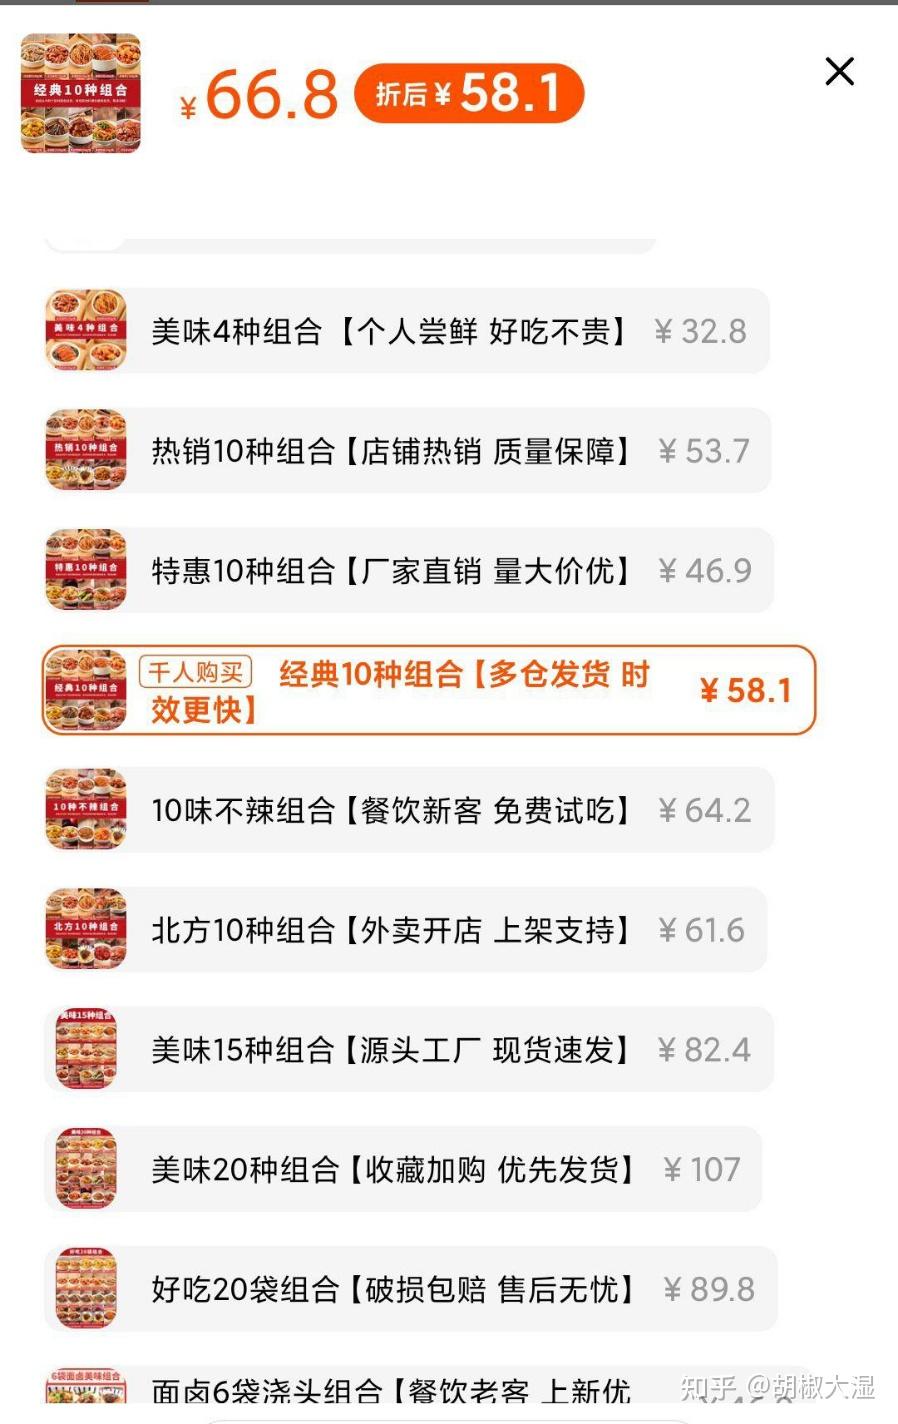 经典10种组合
¥66.8 折后¥58.1
美味4种组合
美味4种组合【个人尝鲜 好吃不贵】 ¥32.8
热销10种组合
热销10种组合【店铺热销 质量保障】 ¥53.7
特惠10种组合
特惠10种组合【厂家直销 量大价优】 ¥46.9
经典10种组合
千人购买 经典10种组合【多仓发货 时
效更快】
¥58.1
10种不辣组合
10味不辣组合【餐饮新客 免费试吃】 ¥64.2
北方10种组合
北方10种组合【外卖开店 上架支持】 ¥61.6
美味15种组合
美味15种组合【源头工厂 现货速发】 ¥82.4
美味20种组合
美味20种组合【收藏加购 优先发货】 ¥107
好吃20袋组合
好吃20袋组合【破损包赔 售后无忧】 ¥89.8
6袋面卤美味组合
面卤6袋浇头组合【餐饮老客 上新优
知乎 @胡椒大湿